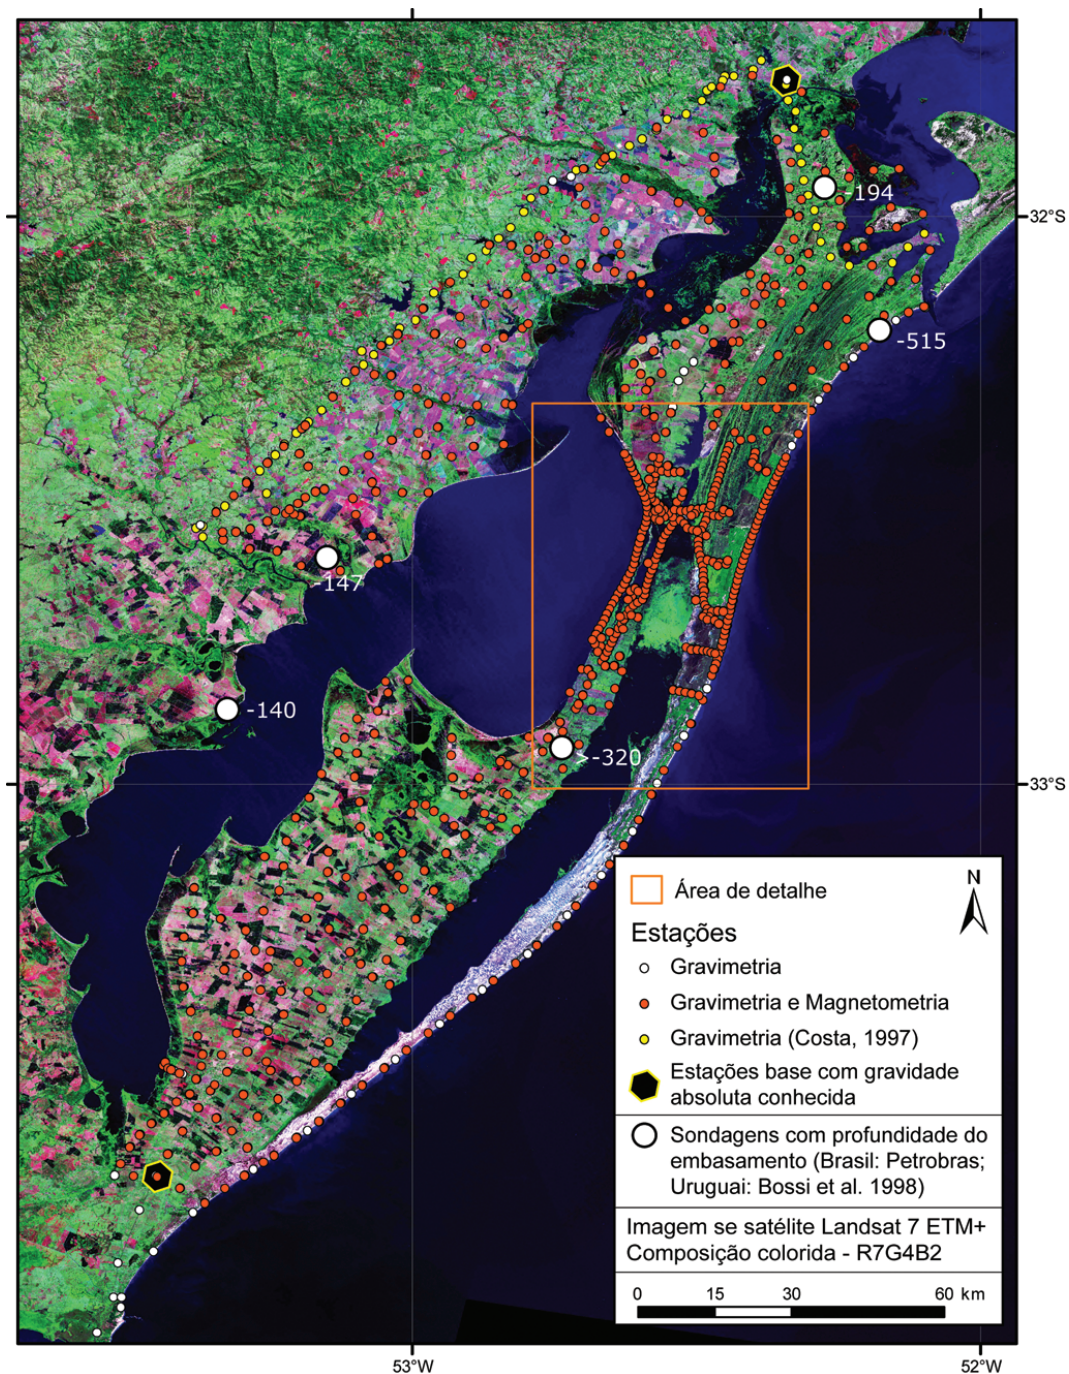 -194
32°S
-515
-147
-140
>-320
33°S
Área de detalhe
N
Estações
Gravimetria
Gravimetria e Magnetometria
Gravimetria (Costa, 1997)
Estações base com gravidade
absoluta conhecida
Sondagens com profundidade do
embasamento (Brasil: Petrobras;
Uruguai: Bossi et al. 1998)
Imagem se satélite Landsat 7 ETM+
Composição colorida - R7G4B2
0 15 30 60 km
53°W 52°W